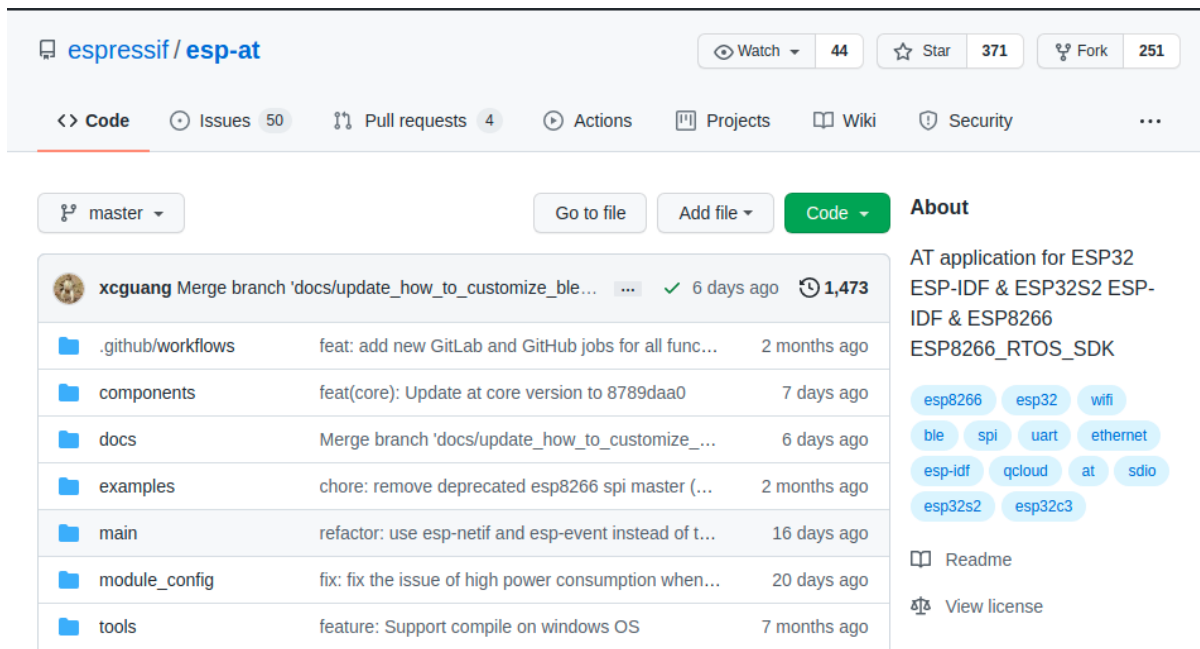 espressif / esp-at
Watch 44 Star 371 Fork 251
Code Issues 50 Pull requests 4 Actions Projects Wiki Security ...
master Go to file Add file Code
xcguang Merge branch 'docs/update_how_to_customize_ble… ... 6 days ago 1,473
.github/workflows feat: add new GitLab and GitHub jobs for all func… 2 months ago
components feat(core): Update at core version to 8789daa0 7 days ago
docs Merge branch 'docs/update_how_to_customize_… 6 days ago
examples chore: remove deprecated esp8266 spi master (… 2 months ago
main refactor: use esp-netif and esp-event instead of t… 16 days ago
module_config fix: fix the issue of high power consumption when… 20 days ago
tools feature: Support compile on windows OS 7 months ago
About
AT application for ESP32
ESP-IDF & ESP32S2 ESP-
IDF & ESP8266
ESP8266_RTOS_SDK
esp8266 esp32 wifi
ble spi uart ethernet
esp-idf qcloud at sdio
esp32s2 esp32c3
Readme
View license